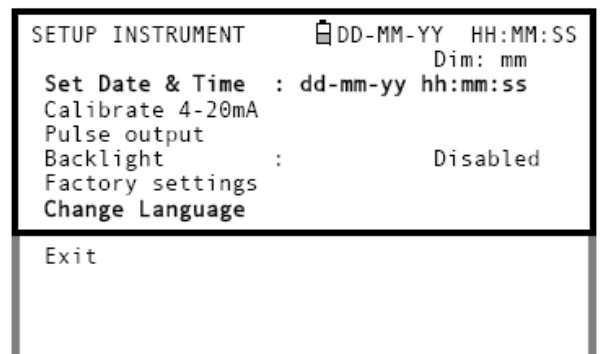 SETUP INSTRUMENT DD-MM-YY HH:MM:SS
Dim: mm
Set Date & Time : dd-mm-yy hh:mm:ss
Calibrate 4-20mA
Pulse output
Backlight : Disabled
Factory settings
Change Language
Exit